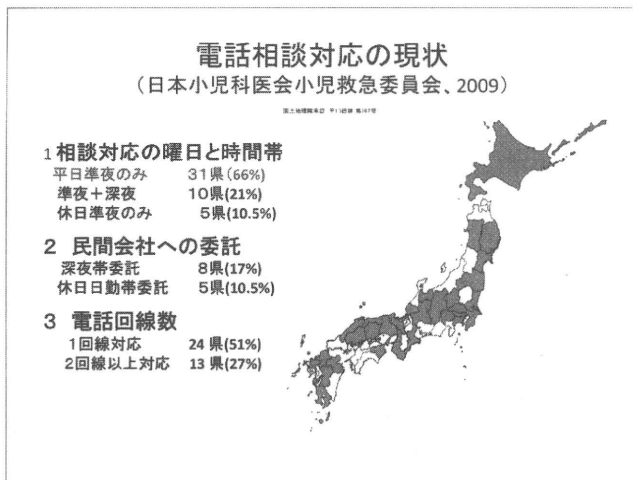 電話相談対応の現状
(日本小児科医会小児救急委員会、2009)
1 相談対応の曜日と時間帯
平日準夜のみ 31県(66%)
準夜＋深夜 10県(21%)
休日準夜のみ 5県(10.5%)
2 民間会社への委託
深夜帯委託 8県(17%)
休日日勤帯委託 5県(10.5%)
3 電話回線数
1回線対応 24 県(51%)
2回線以上対応 13 県(27%)